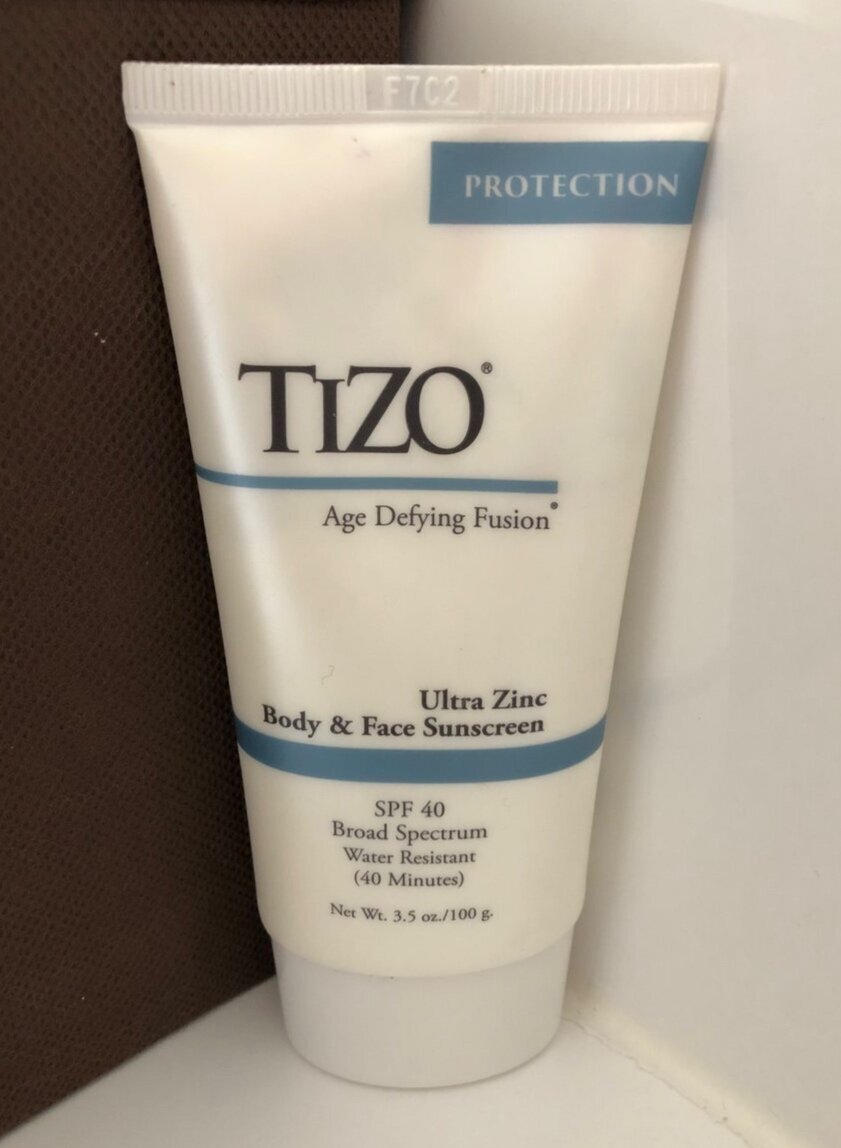 F7C2
PROTECTION
TIZO®
Age Defying Fusion®
Ultra Zinc
Body & Face Sunscreen
SPF 40
Broad Spectrum
Water Resistant
(40 Minutes)
Net Wt. 3.5 oz./100 g.